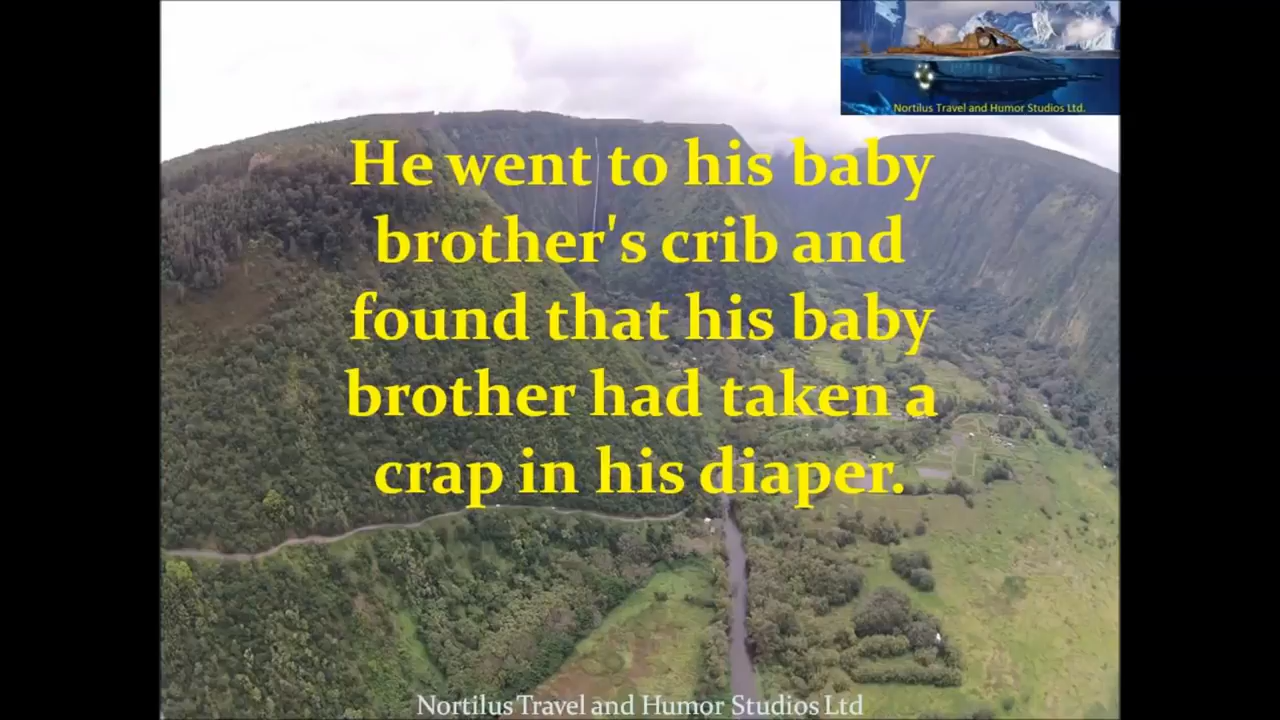 Nortilus Travel and Humor Studios Ltd.
He went to his baby
brother's crib and
found that his baby
brother had taken a
crap in his diaper.
Nortilus Travel and Humor Studios Ltd